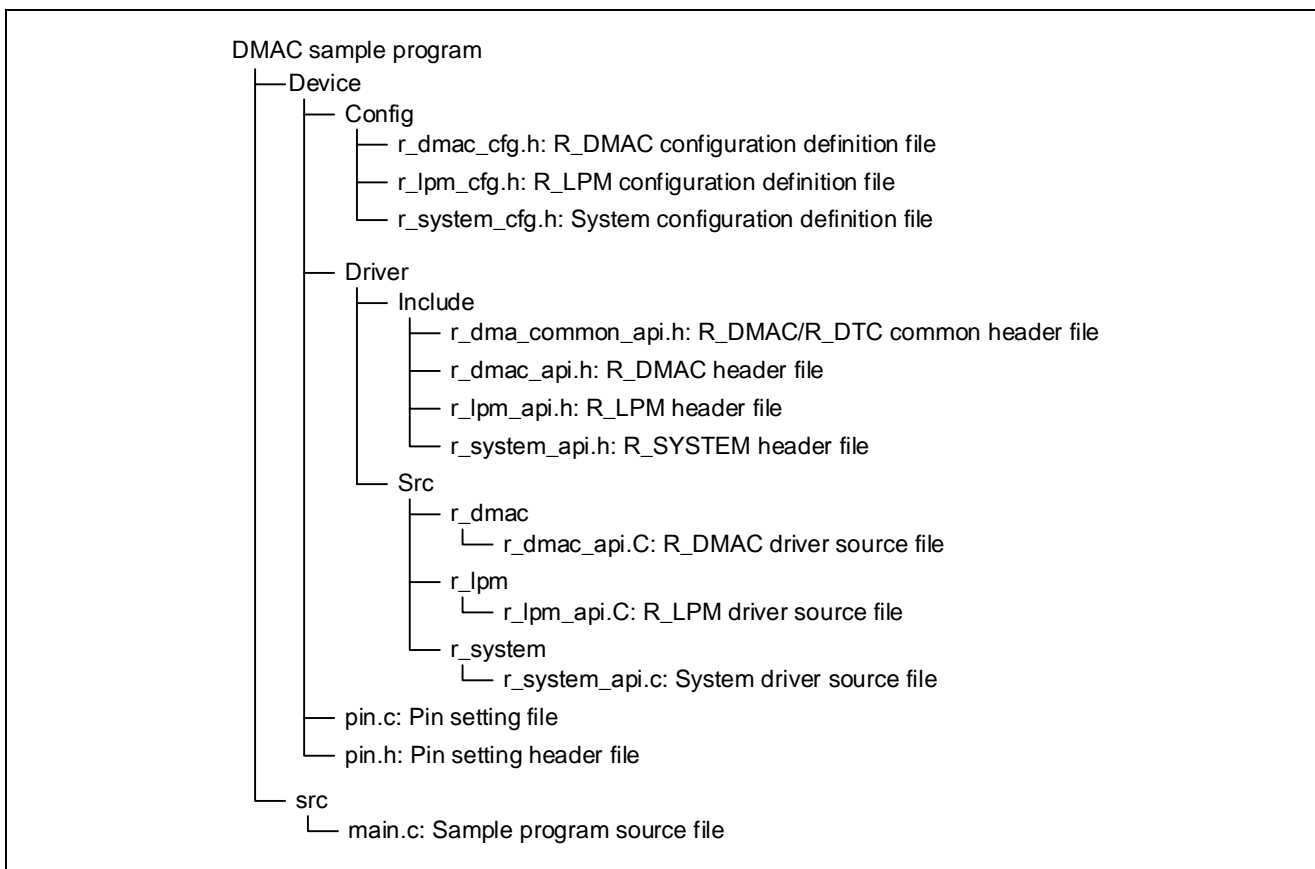 DMAC sample program
Device
Config
r_dmac_cfg.h: R_DMAC configuration definition file
r_lpm_cfg.h: R_LPM configuration definition file
r_system_cfg.h: System configuration definition file
Driver
Include
r_dma_common_api.h: R_DMAC/R_DTC common header file
r_dmac_api.h: R_DMAC header file
r_lpm_api.h: R_LPM header file
r_system_api.h: R_SYSTEM header file
Src
r_dmac
r_dmac_api.C: R_DMAC driver source file
r_lpm
r_lpm_api.C: R_LPM driver source file
r_system
r_system_api.c: System driver source file
pin.c: Pin setting file
pin.h: Pin setting header file
src
main.c: Sample program source file